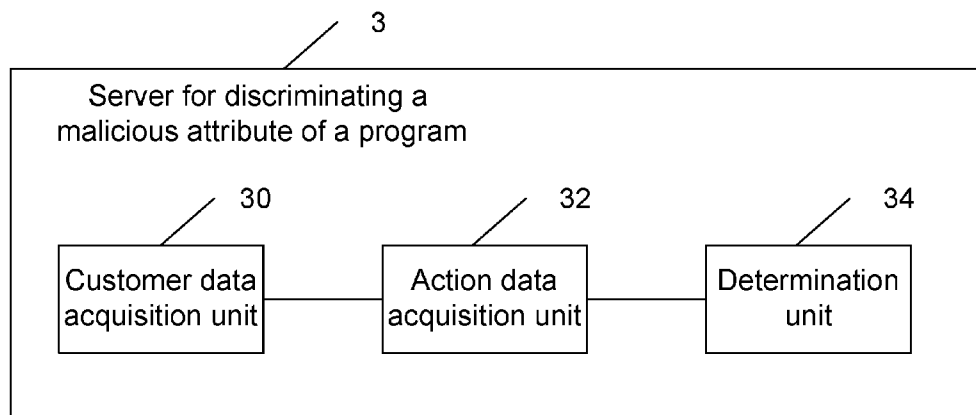 3
Server for discriminating a
malicious attribute of a program
30
32
34
Customer data
acquisition unit
Action data
acquisition unit
Determination
unit